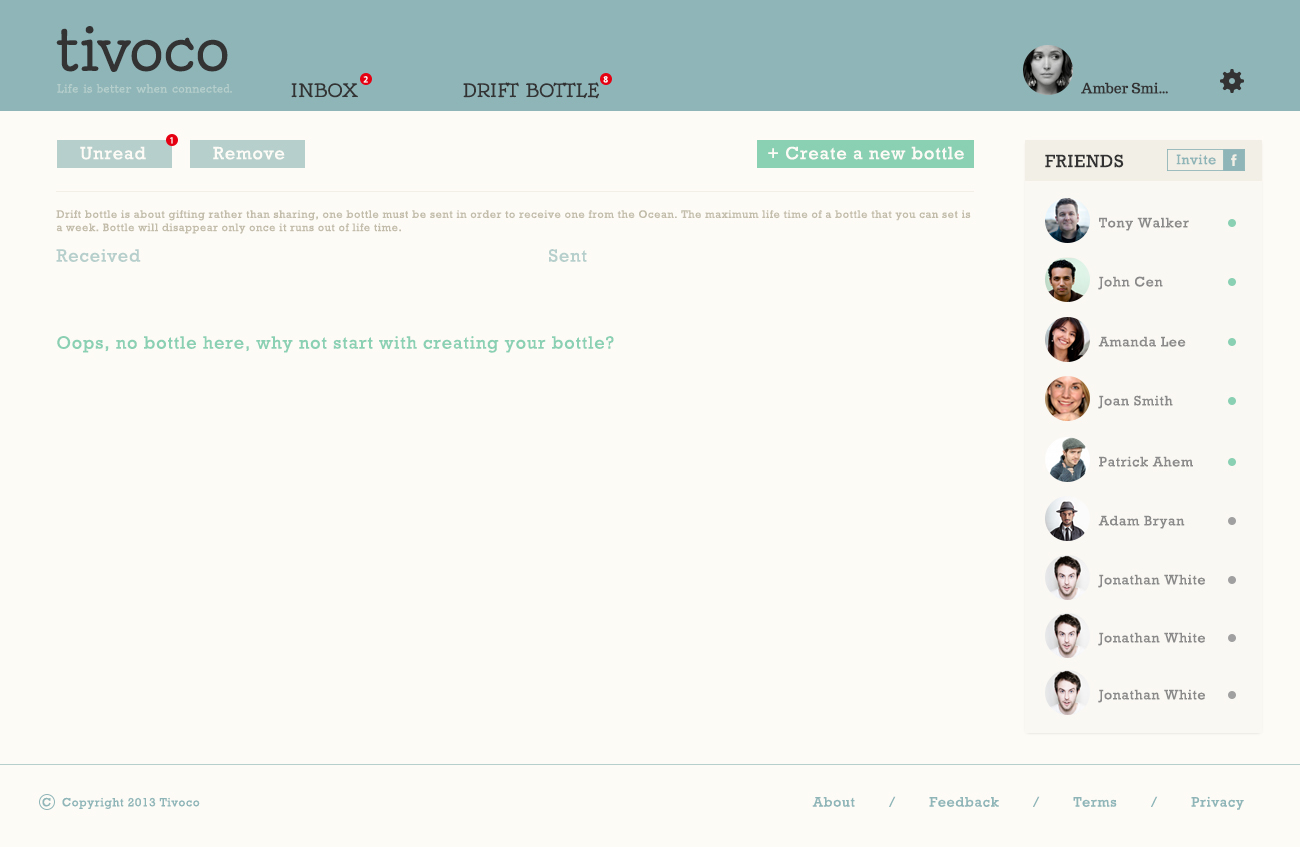 tivoco
Life is better when connected.
INBOX 2
DRIFT BOTTLE 8
Amber Smi...
Unread 1
Remove
+ Create a new bottle
Drift bottle is about gifting rather than sharing, one bottle must be sent in order to receive one from the Ocean. The maximum life time of a bottle that you can set is
a week. Bottle will disappear only once it runs out of life time.
Received
Sent
Oops, no bottle here, why not start with creating your bottle?
FRIENDS
Invite f
Tony Walker
John Cen
Amanda Lee
Joan Smith
Patrick Ahem
Adam Bryan
Jonathan White
Jonathan White
Jonathan White
© Copyright 2013 Tivoco
About / Feedback / Terms / Privacy